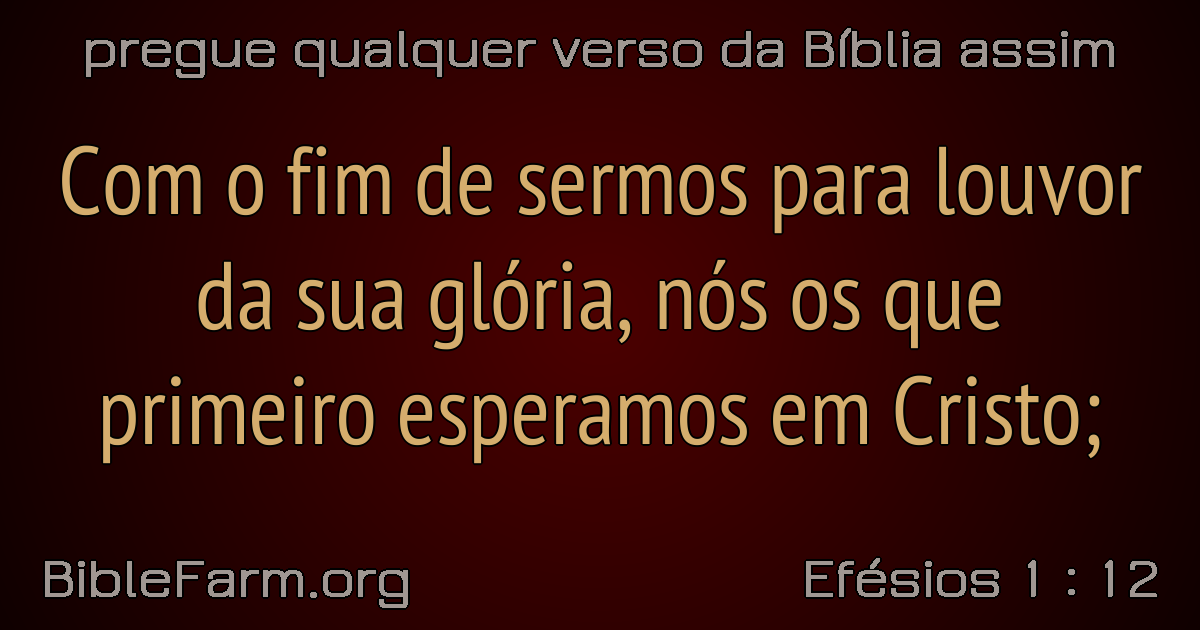 pregue qualquer verso da Bíblia assim
Com o fim de sermos para louvor
da sua glória, nós os que
primeiro esperamos em Cristo;
BibleFarm.org
Efésios 1 : 12